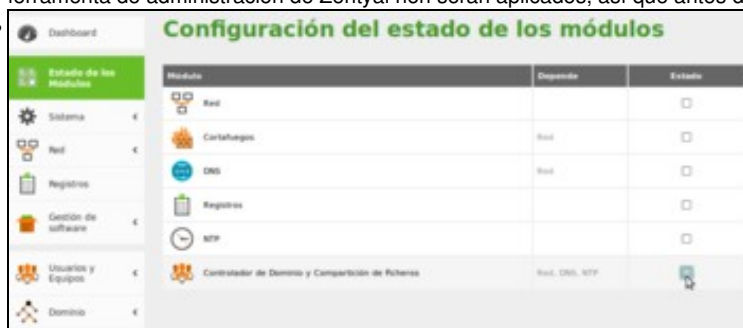 ferramenta de administración de Zentyal non serán aplicados, así que antes d
Dashboard
Configuración del estado de los módulos
Estado de los Módulos
Módulo Depende Estado
Red
Sistema
Cortafuegos Red
Red
DNS Red
Registros
Registros
Gestión de software
NTP
Usuarios y Equipos
Controlador de Dominio y Compartición de ficheros Red, DNS, NTP
Dominio